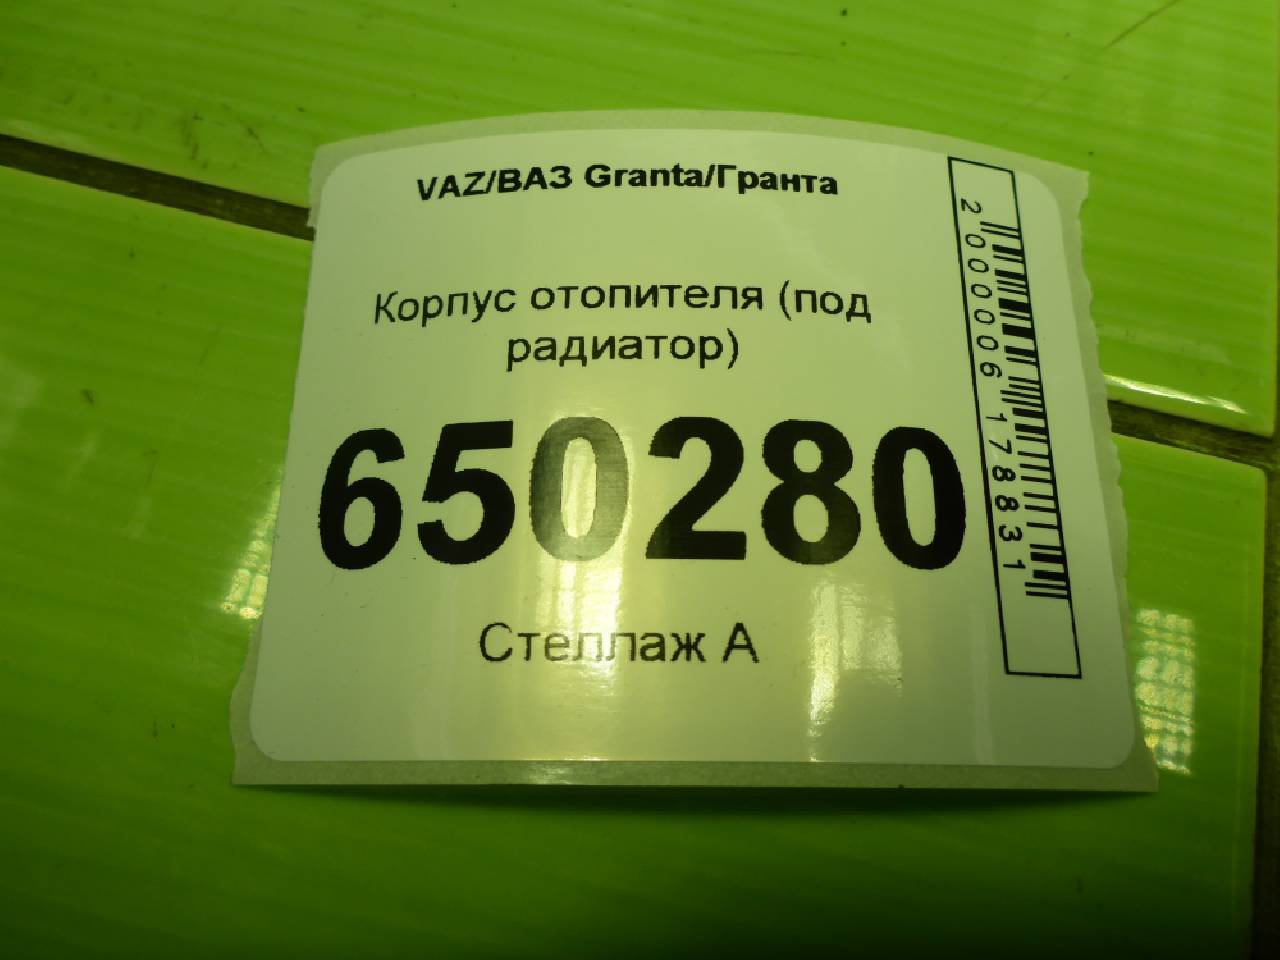 VAZ/ВАЗ Granta/Гранта
Корпус отопителя (под
радиатор)
650280
Стеллаж А
2000006178831